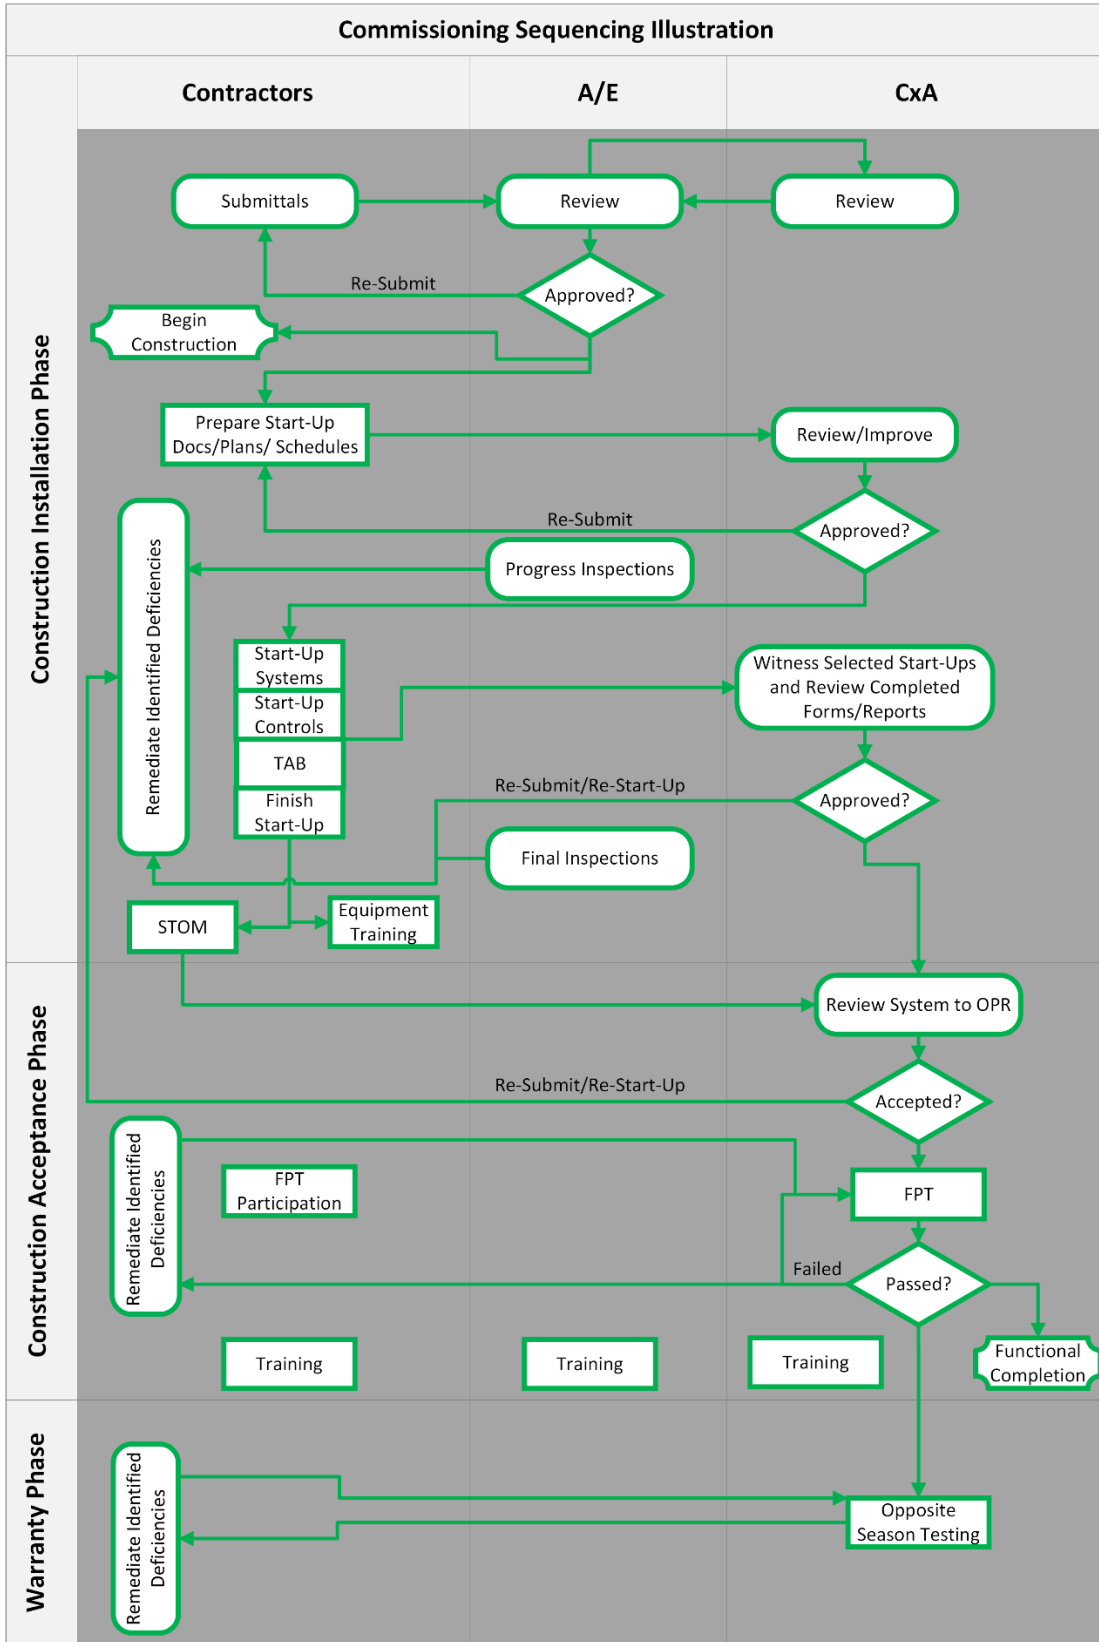 Commissioning Sequencing Illustration
Contractors
A/E
CxA
Construction Installation Phase
Submittals
Review
Review
Re-Submit
Approved?
Begin
Construction
Prepare Start-Up
Docs/Plans/ Schedules
Review/Improve
Re-Submit
Approved?
Remediate Identified Deficiencies
Progress Inspections
Start-Up
Systems
Start-Up
Controls
TAB
Finish
Start-Up
Witness Selected Start-Ups
and Review Completed
Forms/Reports
Re-Submit/Re-Start-Up
Approved?
Final Inspections
STOM
Equipment
Training
Construction Acceptance Phase
Review System to OPR
Re-Submit/Re-Start-Up
Accepted?
Remediate Identified
Deficiencies
FPT
Participation
FPT
Failed
Passed?
Training
Training
Training
Functional
Completion
Warranty Phase
Remediate Identified
Deficiencies
Opposite
Season Testing